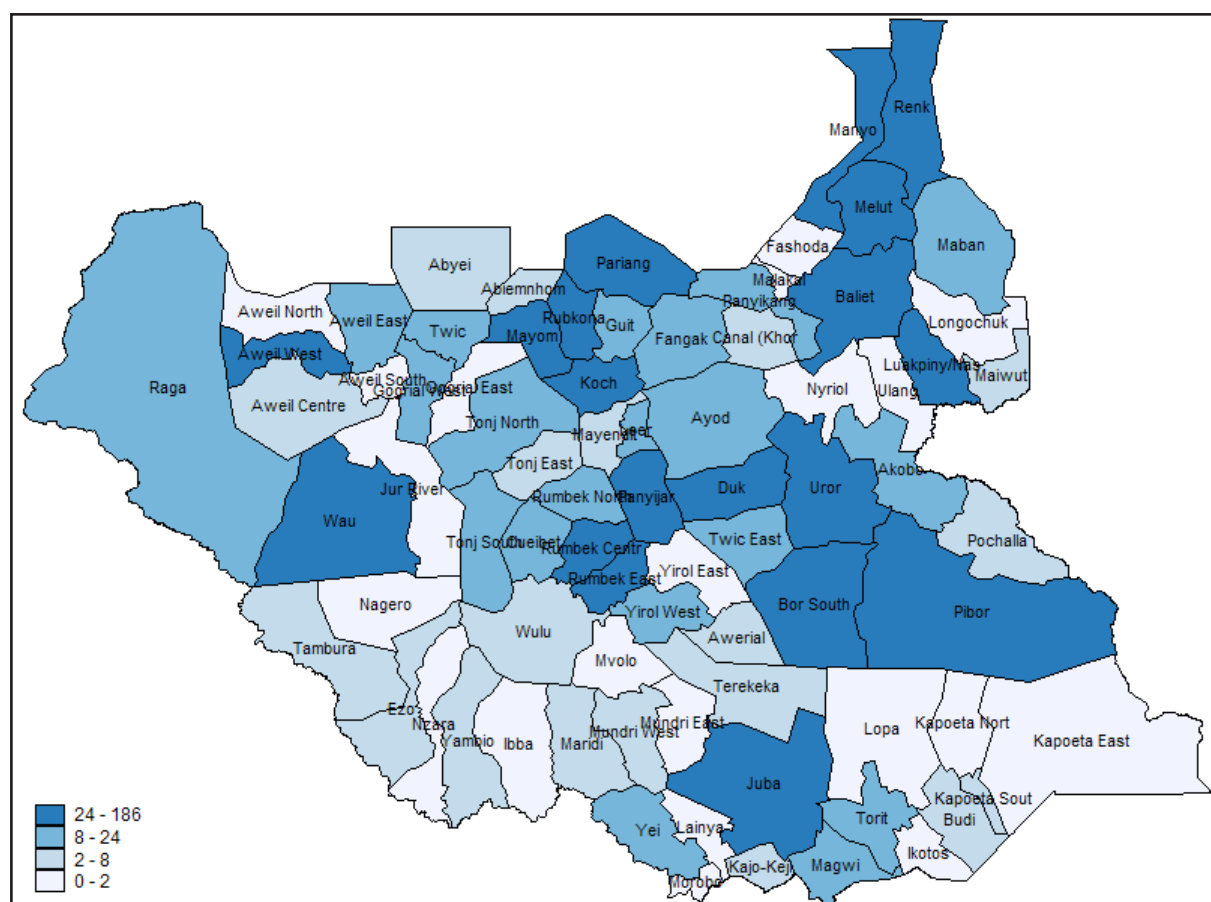 Renk
Manyo
Melut
Fashoda
Maban
Abyei
Pariang
Malakal
Abiemnhom
Panyikang
Baliet
Aweil North
Rubkona
Longochuk
Aweil East
Twic
Mayom
Guit
Fangak
Canal (Khor
Aweil West
Luakpiny/Nas
Maiwut
Aweil South
Gogrial East
Koch
Raga
Gogrial West
Nyriol
Ulang
Aweil Centre
Tonj North
Mayendit
Leer
Ayod
Tonj East
Akobo
Jur River
Rumbek North
Panyijar
Duk
Uror
Wau
Tonj South
Cueibet
Rumbek Centr
Twic East
Pochalla
Rumbek East
Yirol East
Nagero
Bor South
Pibor
Yirol West
Wulu
Awerial
Tambura
Mvolo
Terekeka
Ezo
Nzara
Mundri East
Lopa
Kapoeta Nort
Yambio
Ibba
Maridi
Mundri West
Kapoeta East
Juba
Kapoeta Sout
24 - 186
Yei
Lainya
Torit
Budi
8 - 24
Ikotos
2 - 8
Kajo-Keji
Magwi
0 - 2
Morobo